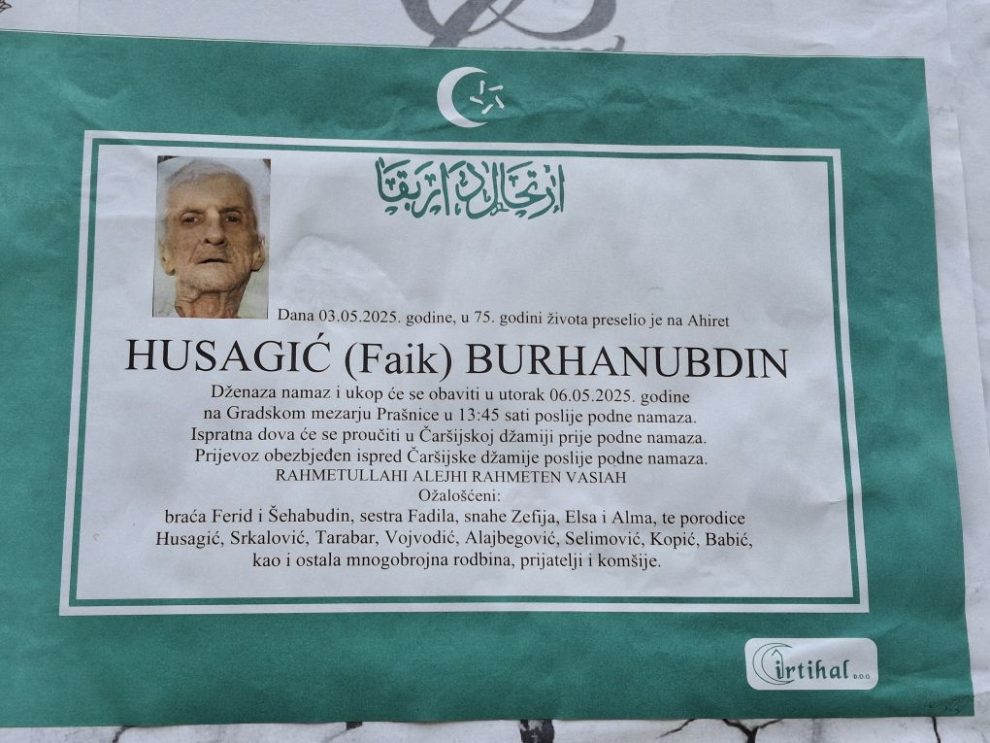 ارتحال دار بقا
Dana 03.05.2025. godine, u 75. godini života preselio je na Ahiret
HUSAGIĆ (Faik) BURHANUBDIN
Dženaza namaz i ukop će se obaviti u utorak 06.05.2025. godine
na Gradskom mezarju Prašnice u 13:45 sati poslije podne namaza.
Ispratna dova će se proučiti u Čaršijskoj džamiji prije podne namaza.
Prijevoz obezbjeđen ispred Čaršijske džamije poslije podne namaza.
RAHMETULLAHI ALEJHI RAHMETEN VASIAH
Ožalošćeni:
braća Ferid i Šehabudin, sestra Fadila, snahe Zefija, Elsa i Alma, te porodice
Husagić, Srkalović, Tarabar, Vojvodić, Alajbegović, Selimović, Kopić, Babić,
kao i ostala mnogobrojna rodbina, prijatelji i komšije.
irtihal D.O.O.